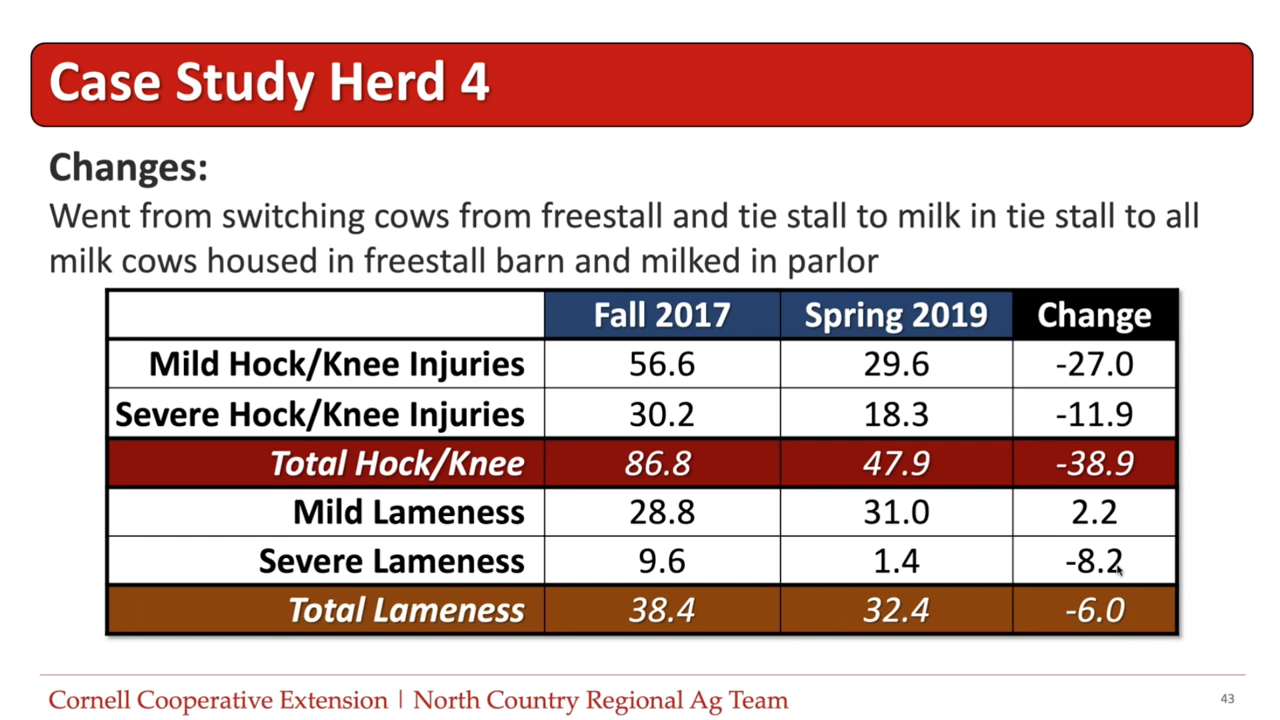 Case Study Herd 4
Changes:
Went from switching cows from freestall and tie stall to milk in tie stall to all
milk cows housed in freestall barn and milked in parlor
Fall 2017 Spring 2019 Change
Mild Hock/Knee Injuries 56.6 29.6 -27.0
Severe Hock/Knee Injuries 30.2 18.3 -11.9
Total Hock/Knee 86.8 47.9 -38.9
Mild Lameness 28.8 31.0 2.2
Severe Lameness 9.6 1.4 -8.2
Total Lameness 38.4 32.4 -6.0
Cornell Cooperative Extension | North Country Regional Ag Team
43